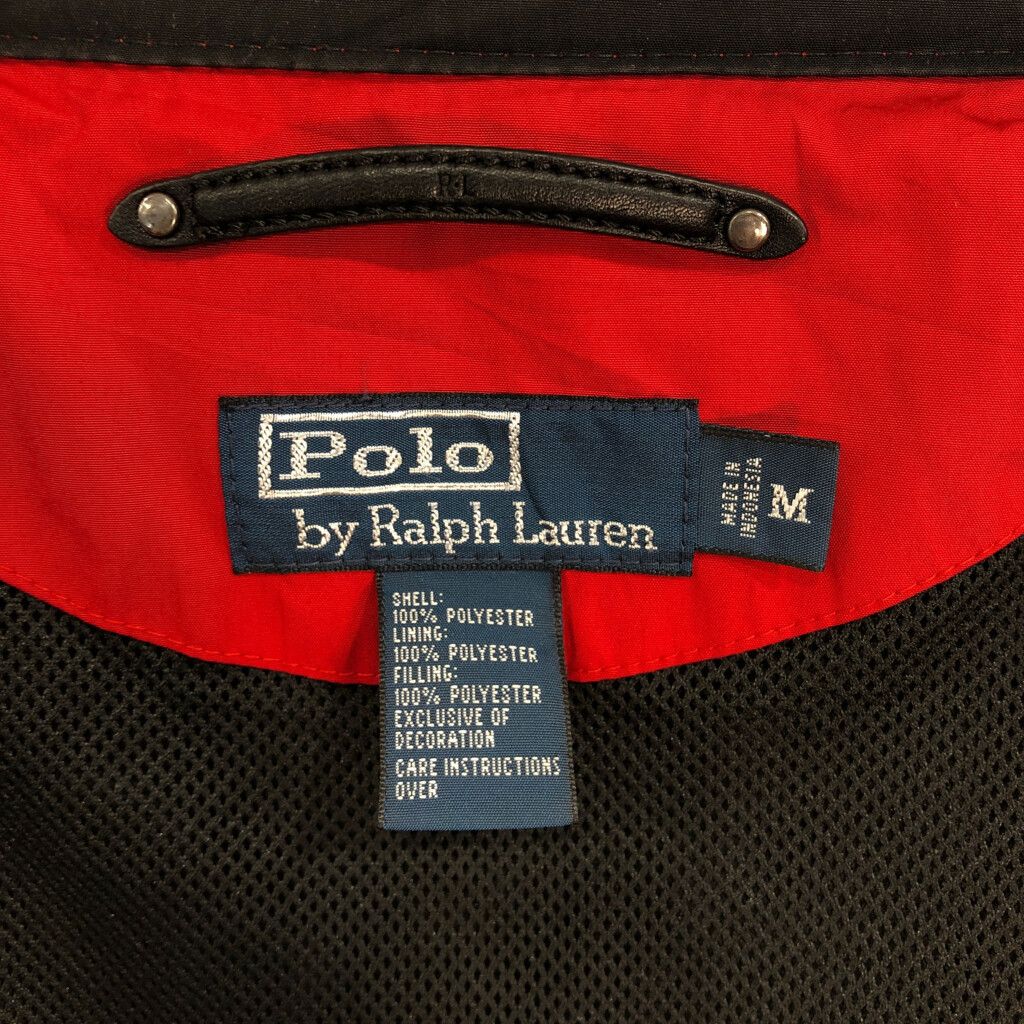 RL
Polo
by Ralph Lauren
MADE IN
INDONESIA
M
SHELL:
100% POLYESTER
LINING:
100% POLYESTER
FILLING:
100% POLYESTER
EXCLUSIVE OF
DECORATION
CARE INSTRUCTIONS
OVER